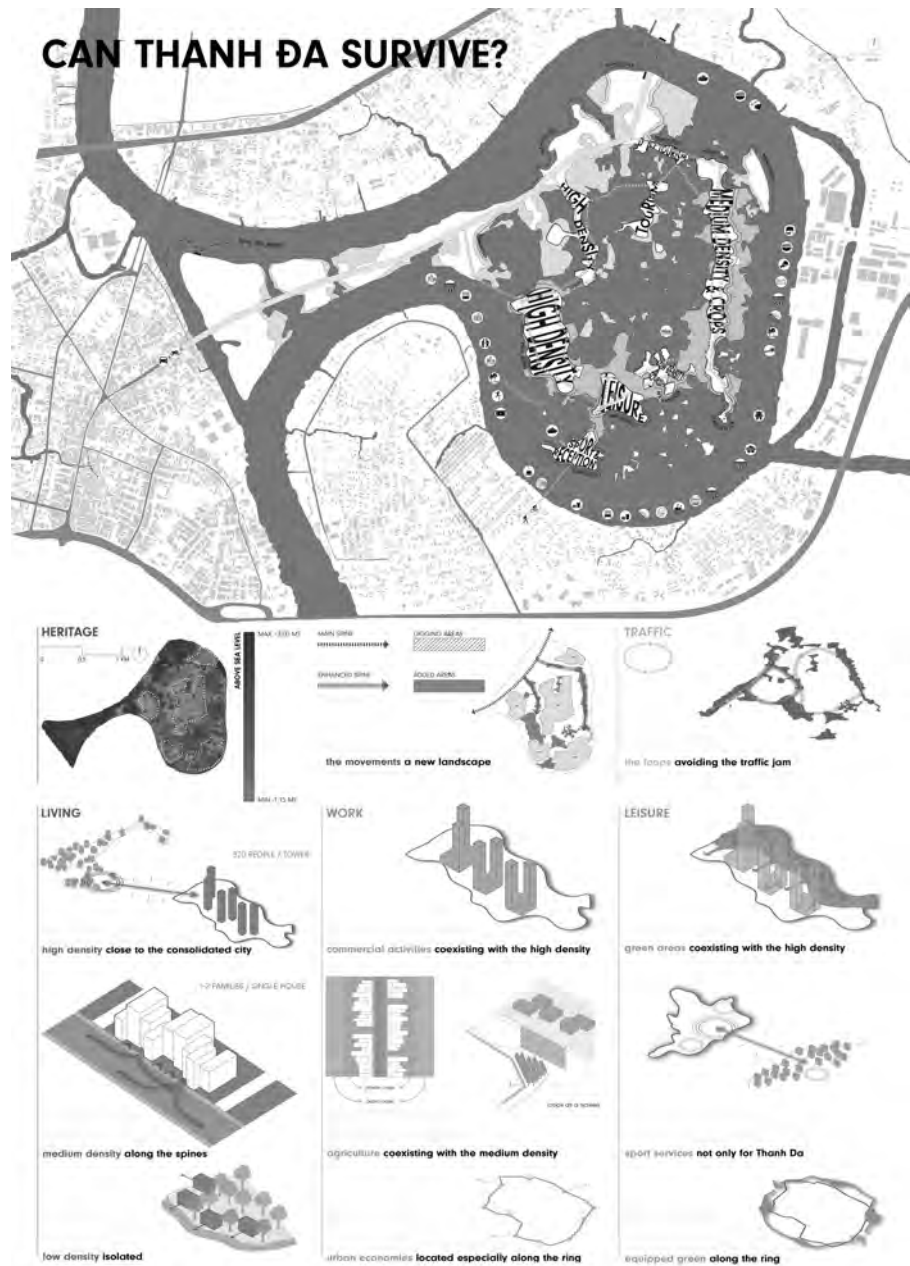 CAN THANH ĐA SURVIVE?
HIGH DENSITY
TOURISM
MEDIUM DENSITY & CROPS
HIGH DENSITY
LEISURE
SPORT &
RECEPTION
HERITAGE
ABOVE SEA LEVEL
MAIN SPINE
DIGGING AREAS
ENHANCED SPINE
the movements a new landscape
TRAFFIC
the loops avoiding the traffic jam
LIVING
520 PEOPLE / TOWER
high density close to the consolidated city
WORK
commercial activities coexisting with the high density
LEISURE
green areas coexisting with the high density
1-2 FAMILIES / SINGLE HOUSE
medium density along the spines
agriculture coexisting with the medium density
sport services not only for Thanh Da
low density isolated
urban economies located especially along the ring
equipped green along the ring